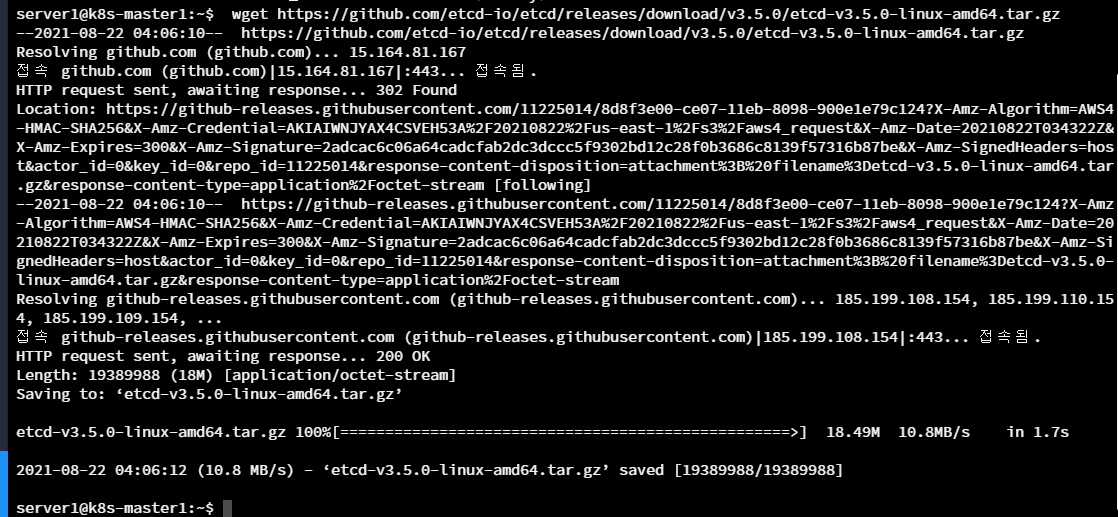 server1@k8s-master1:~$  wget https://github.com/etcd-io/etcd/releases/download/v3.5.0/etcd-v3.5.0-linux-amd64.tar.gz
--2021-08-22 04:06:10--  https://github.com/etcd-io/etcd/releases/download/v3.5.0/etcd-v3.5.0-linux-amd64.tar.gz
Resolving github.com (github.com)... 15.164.81.167
접속 github.com (github.com)|15.164.81.167|:443... 접속됨.
HTTP request sent, awaiting response... 302 Found
Location: https://github-releases.githubusercontent.com/11225014/8d8f3e00-ce07-11eb-8098-900e1e79c124?X-Amz-Algorithm=AWS4
-HMAC-SHA256&X-Amz-Credential=AKIAIWNJYAX4CSVEH53A%2F20210822%2Fus-east-1%2Fs3%2Faws4_request&X-Amz-Date=20210822T034322Z&
X-Amz-Expires=300&X-Amz-Signature=2adcac6c06a64cadcfab2dc3dccc5f9302bd12c28f0b3686c8139f57316b87be&X-Amz-SignedHeaders=hos
t&actor_id=0&key_id=0&repo_id=11225014&response-content-disposition=attachment%3B%20filename%3Detcd-v3.5.0-linux-amd64.tar
.gz&response-content-type=application%2Foctet-stream [following]
--2021-08-22 04:06:10--  https://github-releases.githubusercontent.com/11225014/8d8f3e00-ce07-11eb-8098-900e1e79c124?X-Amz
-Algorithm=AWS4-HMAC-SHA256&X-Amz-Credential=AKIAIWNJYAX4CSVEH53A%2F20210822%2Fus-east-1%2Fs3%2Faws4_request&X-Amz-Date=20
210822T034322Z&X-Amz-Expires=300&X-Amz-Signature=2adcac6c06a64cadcfab2dc3dccc5f9302bd12c28f0b3686c8139f57316b87be&X-Amz-Si
gnedHeaders=host&actor_id=0&key_id=0&repo_id=11225014&response-content-disposition=attachment%3B%20filename%3Detcd-v3.5.0-
linux-amd64.tar.gz&response-content-type=application%2Foctet-stream
Resolving github-releases.githubusercontent.com (github-releases.githubusercontent.com)... 185.199.108.154, 185.199.110.15
4, 185.199.109.154, ...
접속 github-releases.githubusercontent.com (github-releases.githubusercontent.com)|185.199.108.154|:443... 접속됨.
HTTP request sent, awaiting response... 200 OK
Length: 19389988 (18M) [application/octet-stream]
Saving to: ‘etcd-v3.5.0-linux-amd64.tar.gz’
etcd-v3.5.0-linux-amd64.tar.gz 100%[==================================================>]  18.49M  10.8MB/s    in 1.7s
2021-08-22 04:06:12 (10.8 MB/s) - ‘etcd-v3.5.0-linux-amd64.tar.gz’ saved [19389988/19389988]
server1@k8s-master1:~$